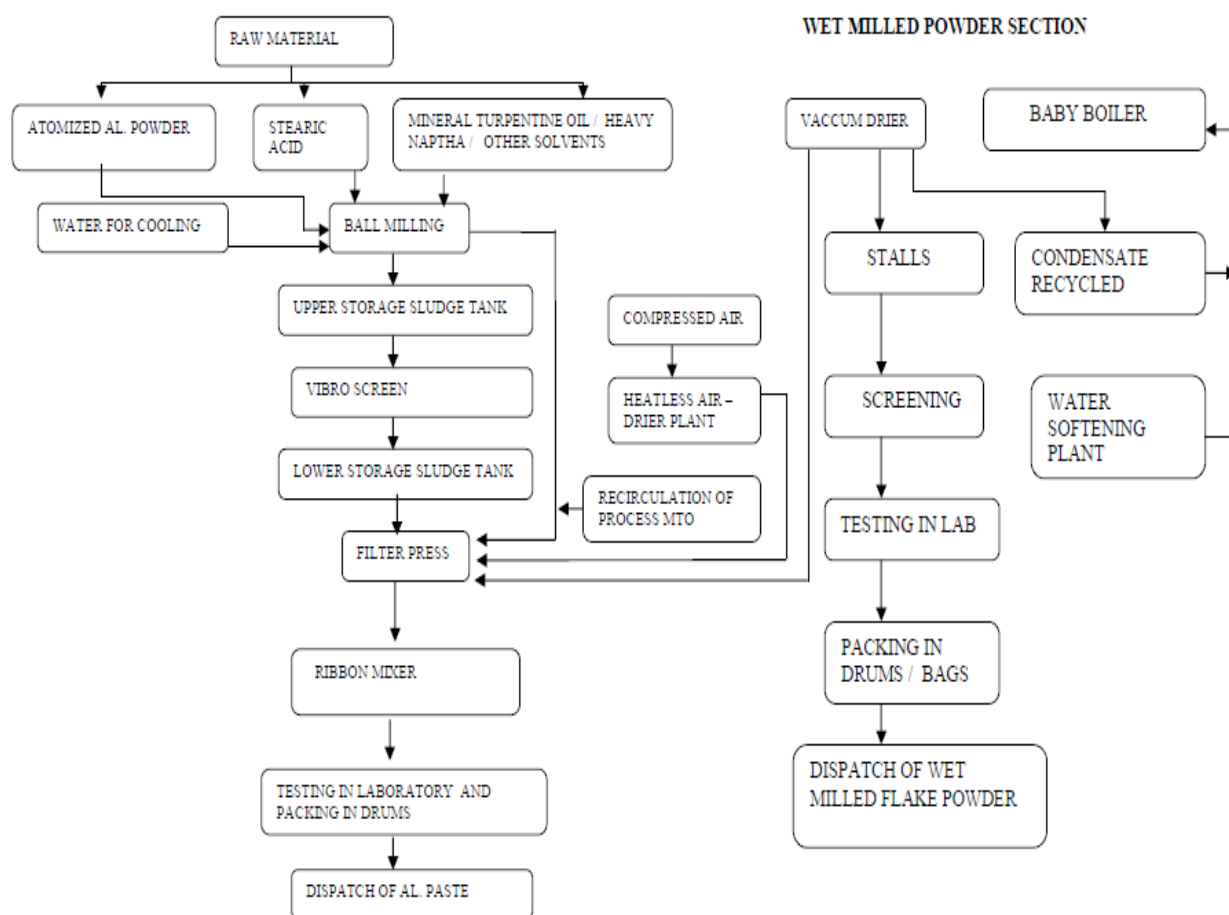 WET MILLED POWDER SECTION
RAW MATERIAL
ATOMIZED AL. POWDER
STEARIC
ACID
MINERAL TURPENTINE OIL / HEAVY
NAPTHA / OTHER SOLVENTS
VACCUM DRIER
BABY BOILER
WATER FOR COOLING
BALL MILLING
STALLS
CONDENSATE
RECYCLED
UPPER STORAGE SLUDGE TANK
COMPRESSED AIR
VIBRO SCREEN
HEATLESS AIR –
DRIER PLANT
SCREENING
WATER
SOFTENING
PLANT
LOWER STORAGE SLUDGE TANK
RECIRCULATION OF
PROCESS MTO
TESTING IN LAB
FILTER PRESS
PACKING IN
DRUMS / BAGS
RIBBON MIXER
DISPATCH OF WET
MILLED FLAKE POWDER
TESTING IN LABORATORY AND
PACKING IN DRUMS
DISPATCH OF AL. PASTE